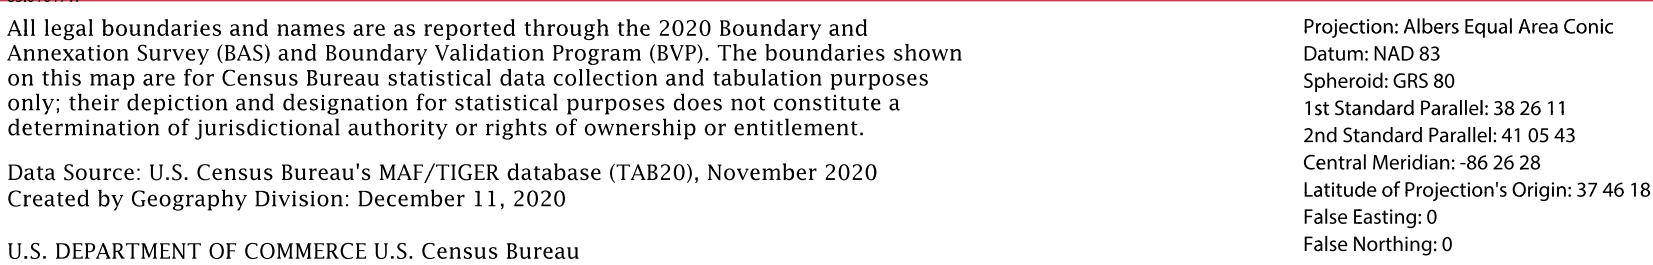 All legal boundaries and names are as reported through the 2020 Boundary and
Annexation Survey (BAS) and Boundary Validation Program (BVP). The boundaries shown
on this map are for Census Bureau statistical data collection and tabulation purposes
only; their depiction and designation for statistical purposes does not constitute a
determination of jurisdictional authority or rights of ownership or entitlement.
Data Source: U.S. Census Bureau's MAF/TIGER database (TAB20), November 2020
Created by Geography Division: December 11, 2020
U.S. DEPARTMENT OF COMMERCE U.S. Census Bureau
Projection: Albers Equal Area Conic
Datum: NAD 83
Spheroid: GRS 80
1st Standard Parallel: 38 26 11
2nd Standard Parallel: 41 05 43
Central Meridian: -86 26 28
Latitude of Projection's Origin: 37 46 18
False Easting: 0
False Northing: 0